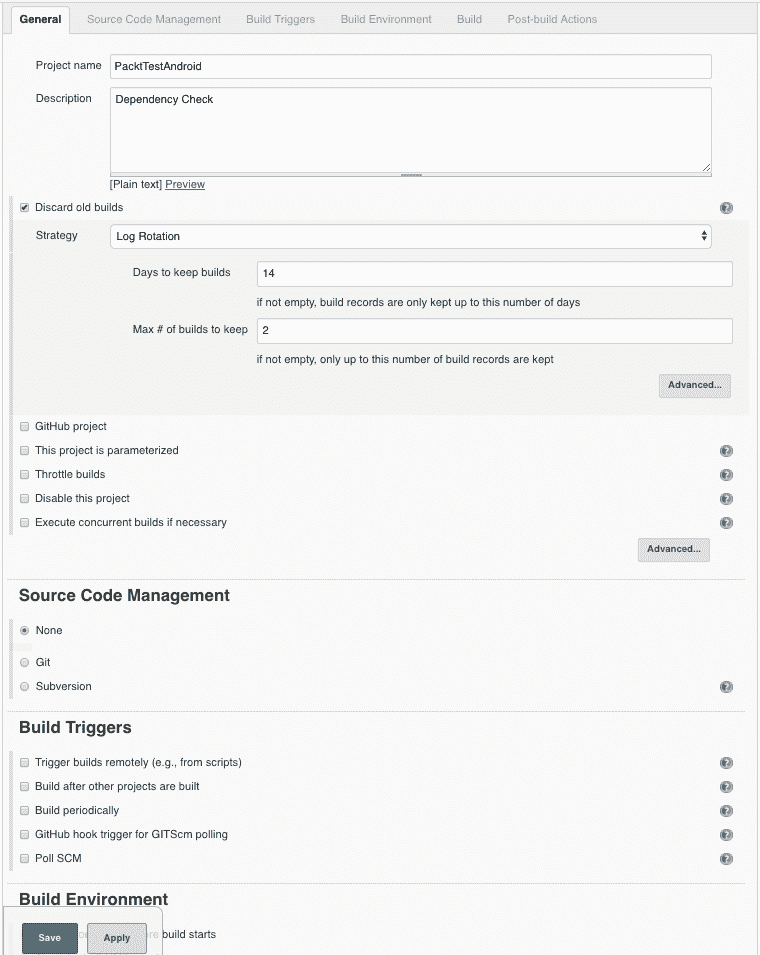 General Source Code Management Build Triggers Build Environment Build Post-build Actions
Project name PacktTestAndroid
Description Dependency Check
[Plain text] Preview
Discard old builds
Strategy Log Rotation
Days to keep builds 14
if not empty, build records are only kept up to this number of days
Max # of builds to keep 2
if not empty, only up to this number of build records are kept
Advanced...
GitHub project
This project is parameterized
Throttle builds
Disable this project
Execute concurrent builds if necessary
Advanced...
Source Code Management
None
Git
Subversion
Build Triggers
Trigger builds remotely (e.g., from scripts)
Build after other projects are built
Build periodically
GitHub hook trigger for GITScm polling
Poll SCM
Build Environment
build starts
Save Apply